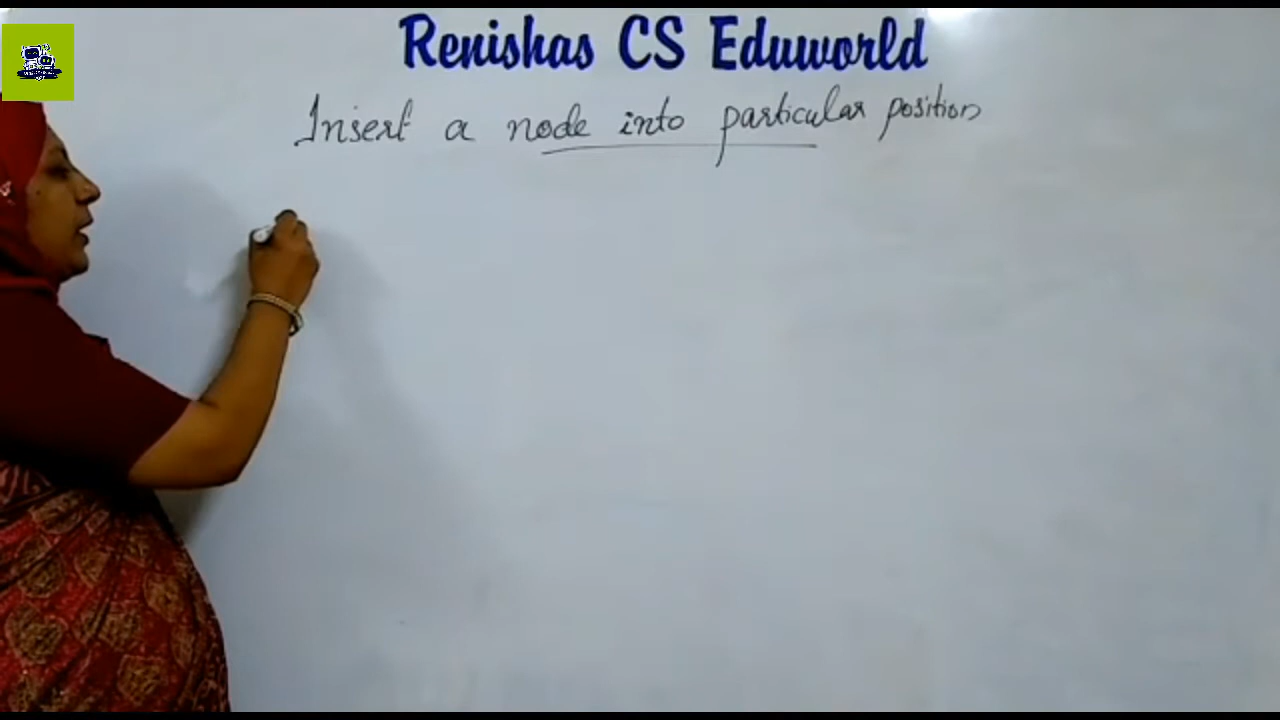 Renishas CS Eduworld
Insert a node into particular position